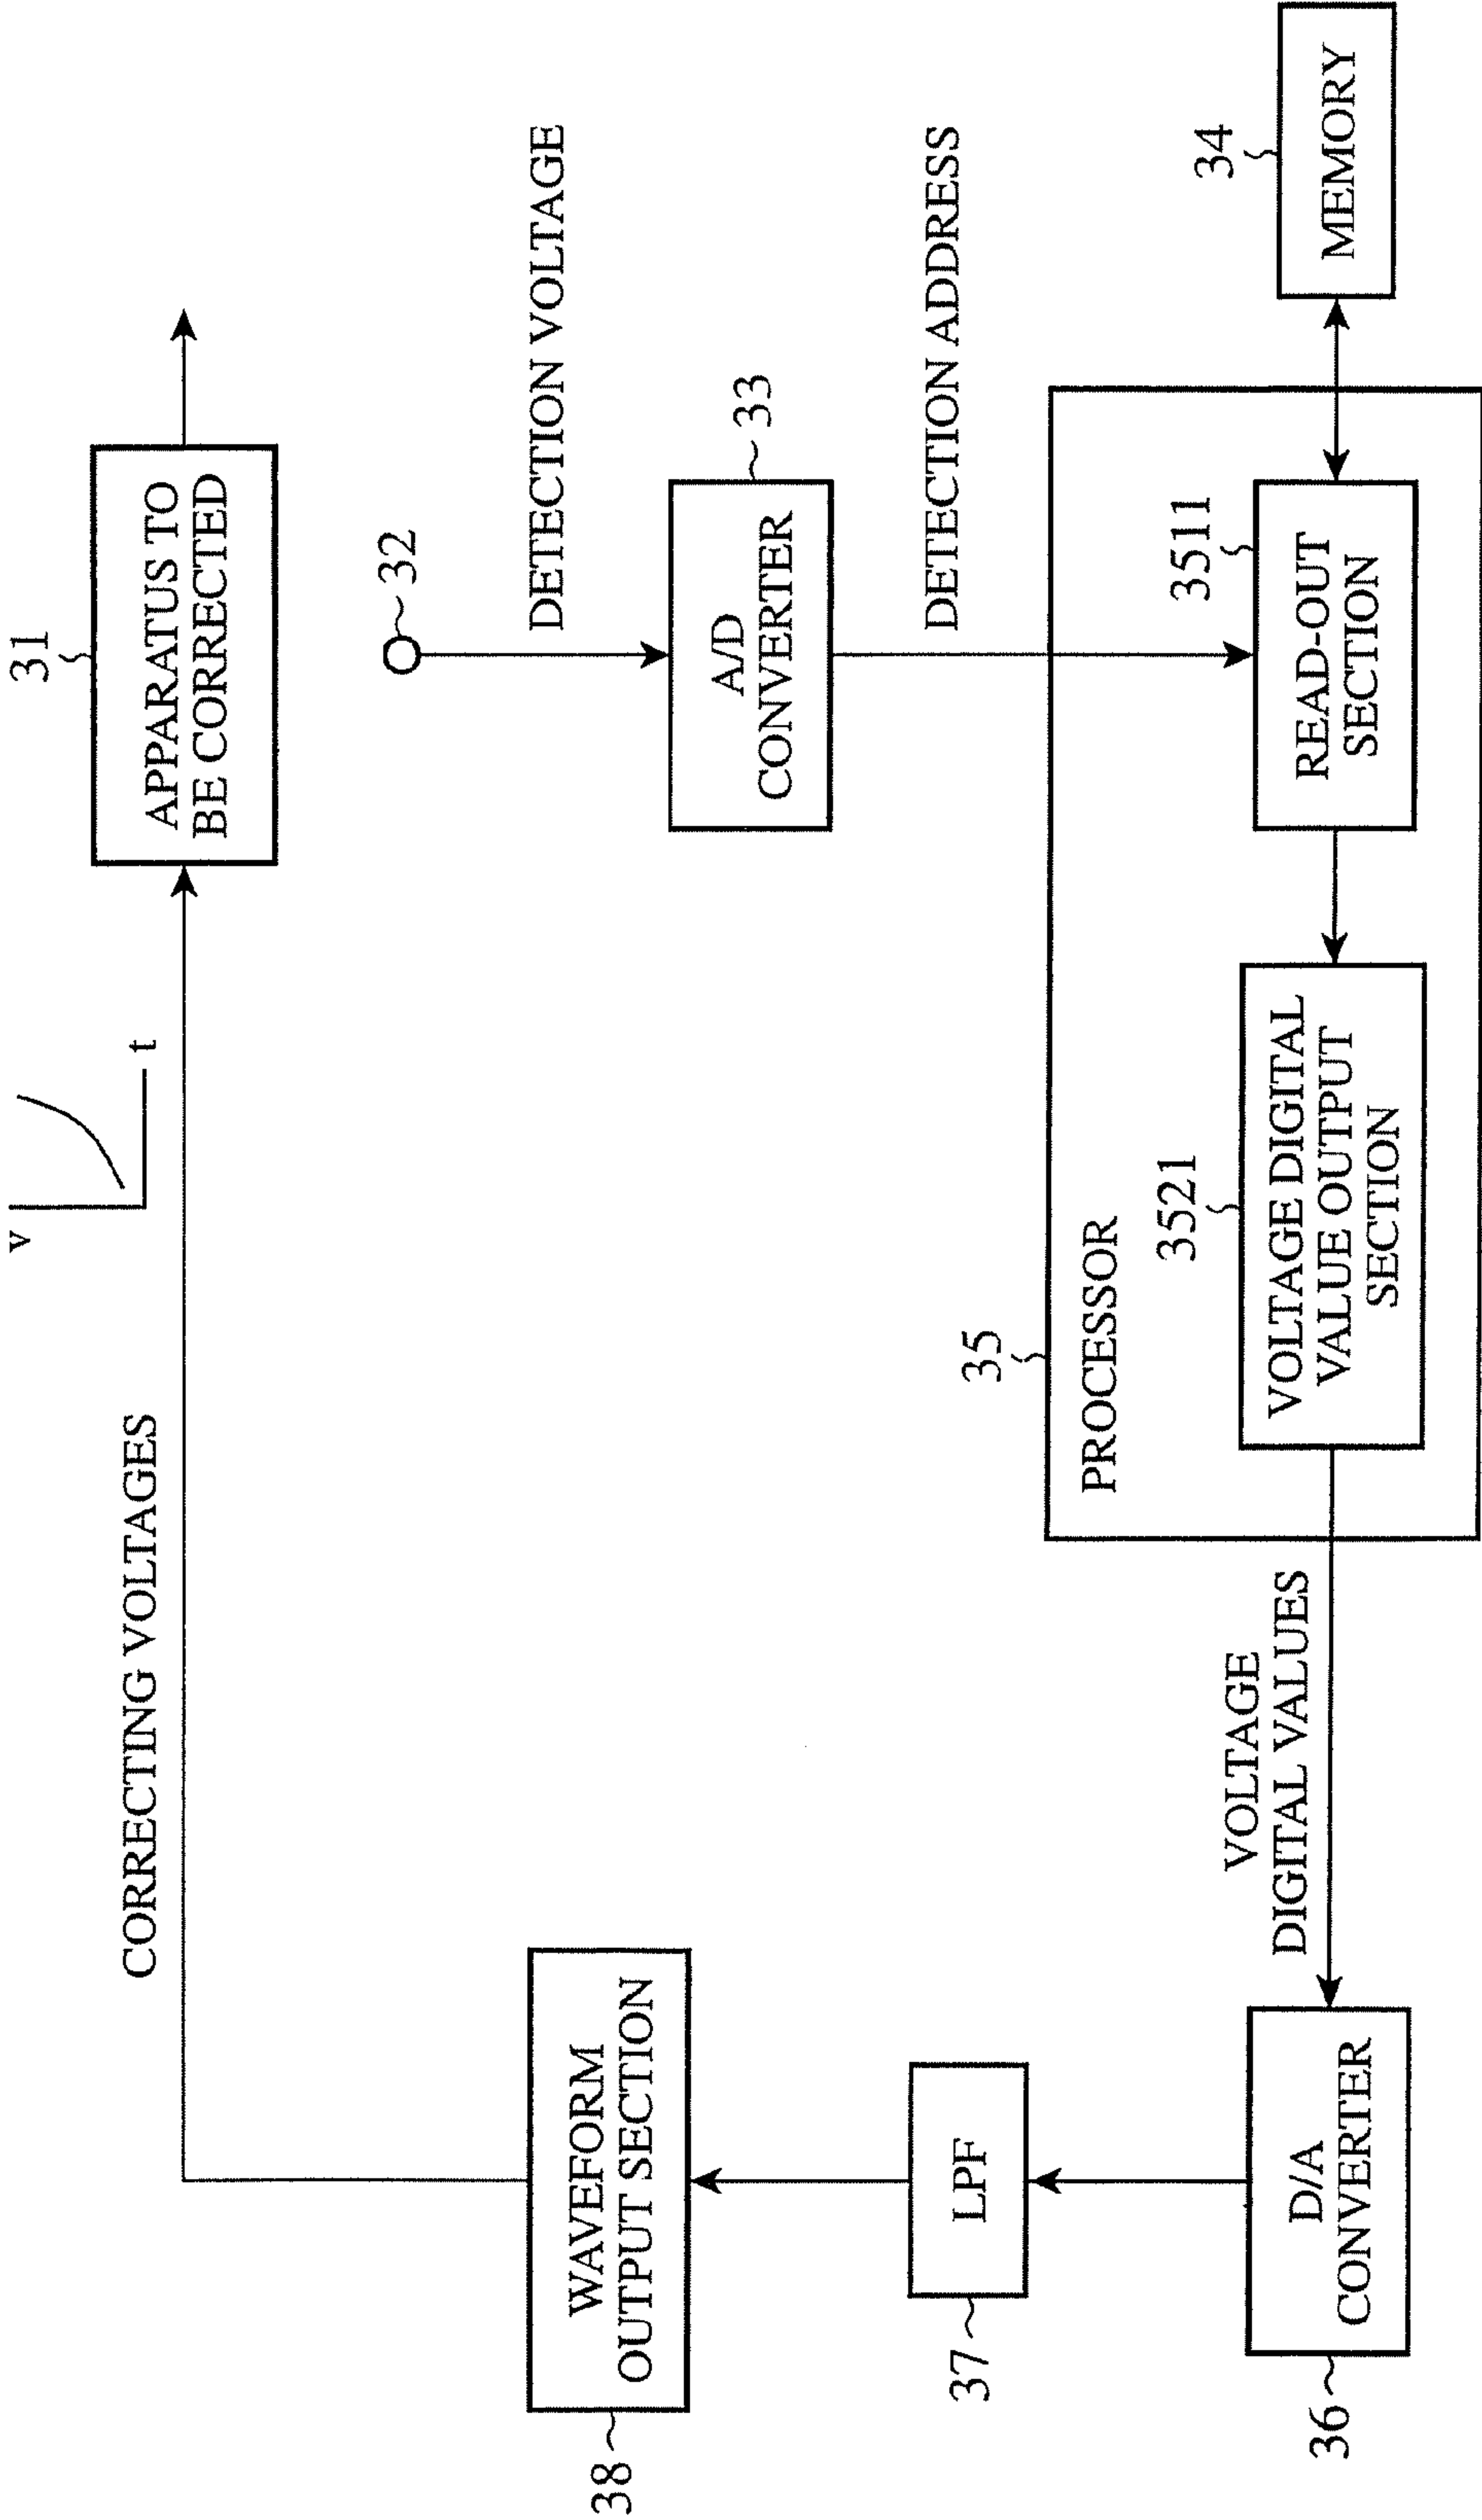 v
t
CORRECTING VOLTAGES
31
APPARATUS TO
BE CORRECTED
32
DETECTION VOLTAGE
38
WAVEFORM
OUTPUT SECTION
33
A/D
CONVERTER
37
LPF
DETECTION ADDRESS
35
PROCESSOR
36
D/A
CONVERTER
VOLTAGE
DIGITAL VALUES
3521
VOLTAGE DIGITAL
VALUE OUTPUT
SECTION
3511
READ-OUT
SECTION
34
MEMORY